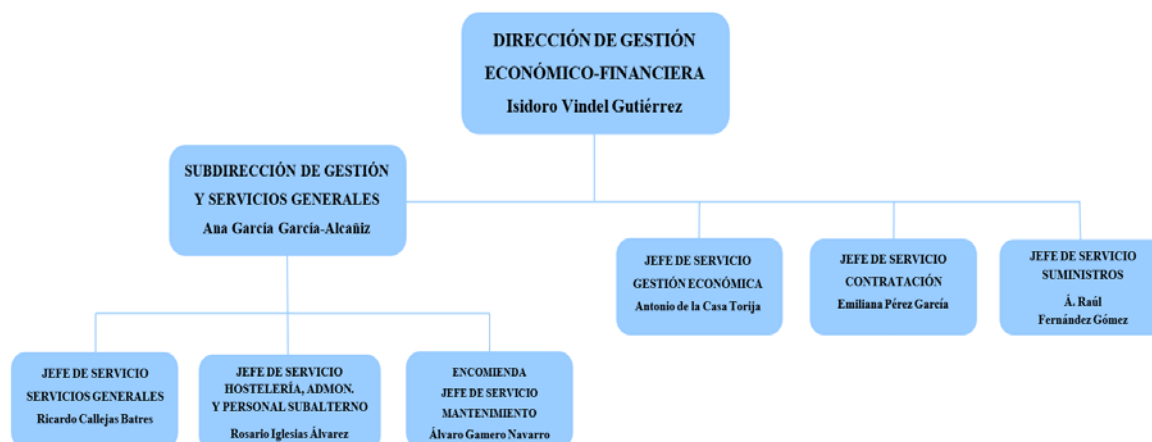 DIRECCIÓN DE GESTIÓN
ECONÓMICO-FINANCIERA
Isidoro Vindel Gutiérrez
SUBDIRECCIÓN DE GESTIÓN
Y SERVICIOS GENERALES
Ana García García-Alcañiz
JEFE DE SERVICIO
GESTIÓN ECONÓMICA
Antonio de la Casa Torija
JEFE DE SERVICIO
CONTRATACIÓN
Emiliana Pérez García
JEFE DE SERVICIO
SUMINISTROS
Á. Raúl
Fernández Gómez
JEFE DE SERVICIO
SERVICIOS GENERALES
Ricardo Callejas Batres
JEFE DE SERVICIO
HOSTELERÍA, ADMON.
Y PERSONAL SUBALTERNO
Rosario Iglesias Álvarez
ENCOMIENDA
JEFE DE SERVICIO
MANTENIMIENTO
Álvaro Gamero Navarro